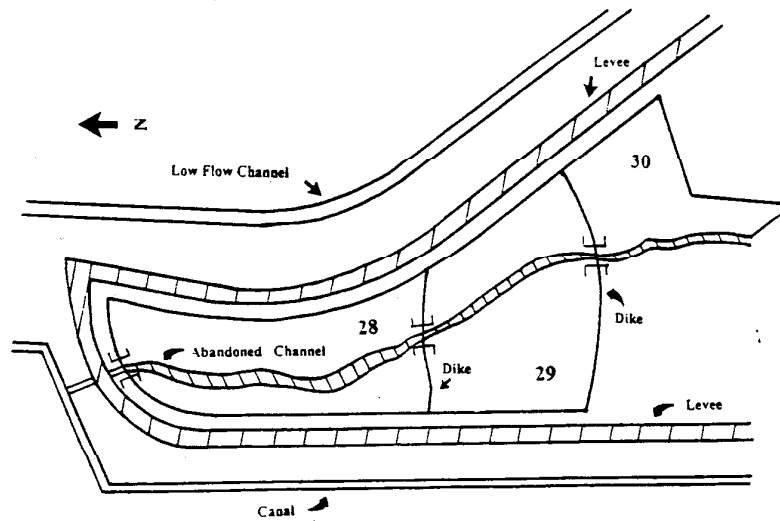 Levee
N
30
Low Flow Channel
28
Abandoned Channel
Dike
Dike
29
Levee
Canal